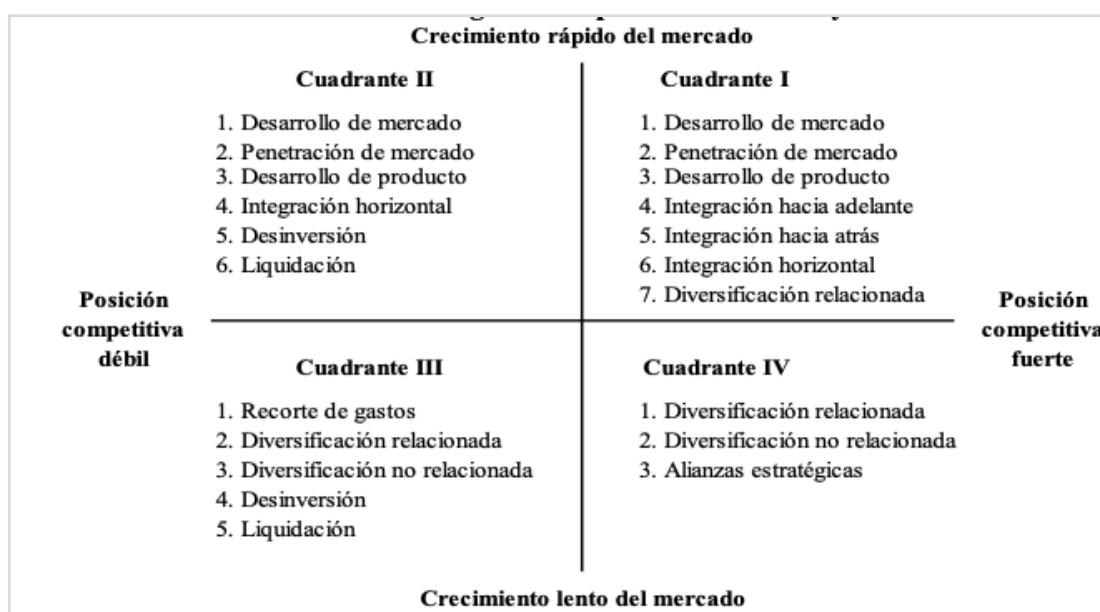 Crecimiento rápido del mercado
Cuadrante II
1. Desarrollo de mercado
2. Penetración de mercado
3. Desarrollo de producto
4. Integración horizontal
5. Desinversión
6. Liquidación
Cuadrante I
1. Desarrollo de mercado
2. Penetración de mercado
3. Desarrollo de producto
4. Integración hacia adelante
5. Integración hacia atrás
6. Integración horizontal
7. Diversificación relacionada
Posición
competitiva
débil
Posición
competitiva
fuerte
Cuadrante III
1. Recorte de gastos
2. Diversificación relacionada
3. Diversificación no relacionada
4. Desinversión
5. Liquidación
Cuadrante IV
1. Diversificación relacionada
2. Diversificación no relacionada
3. Alianzas estratégicas
Crecimiento lento del mercado